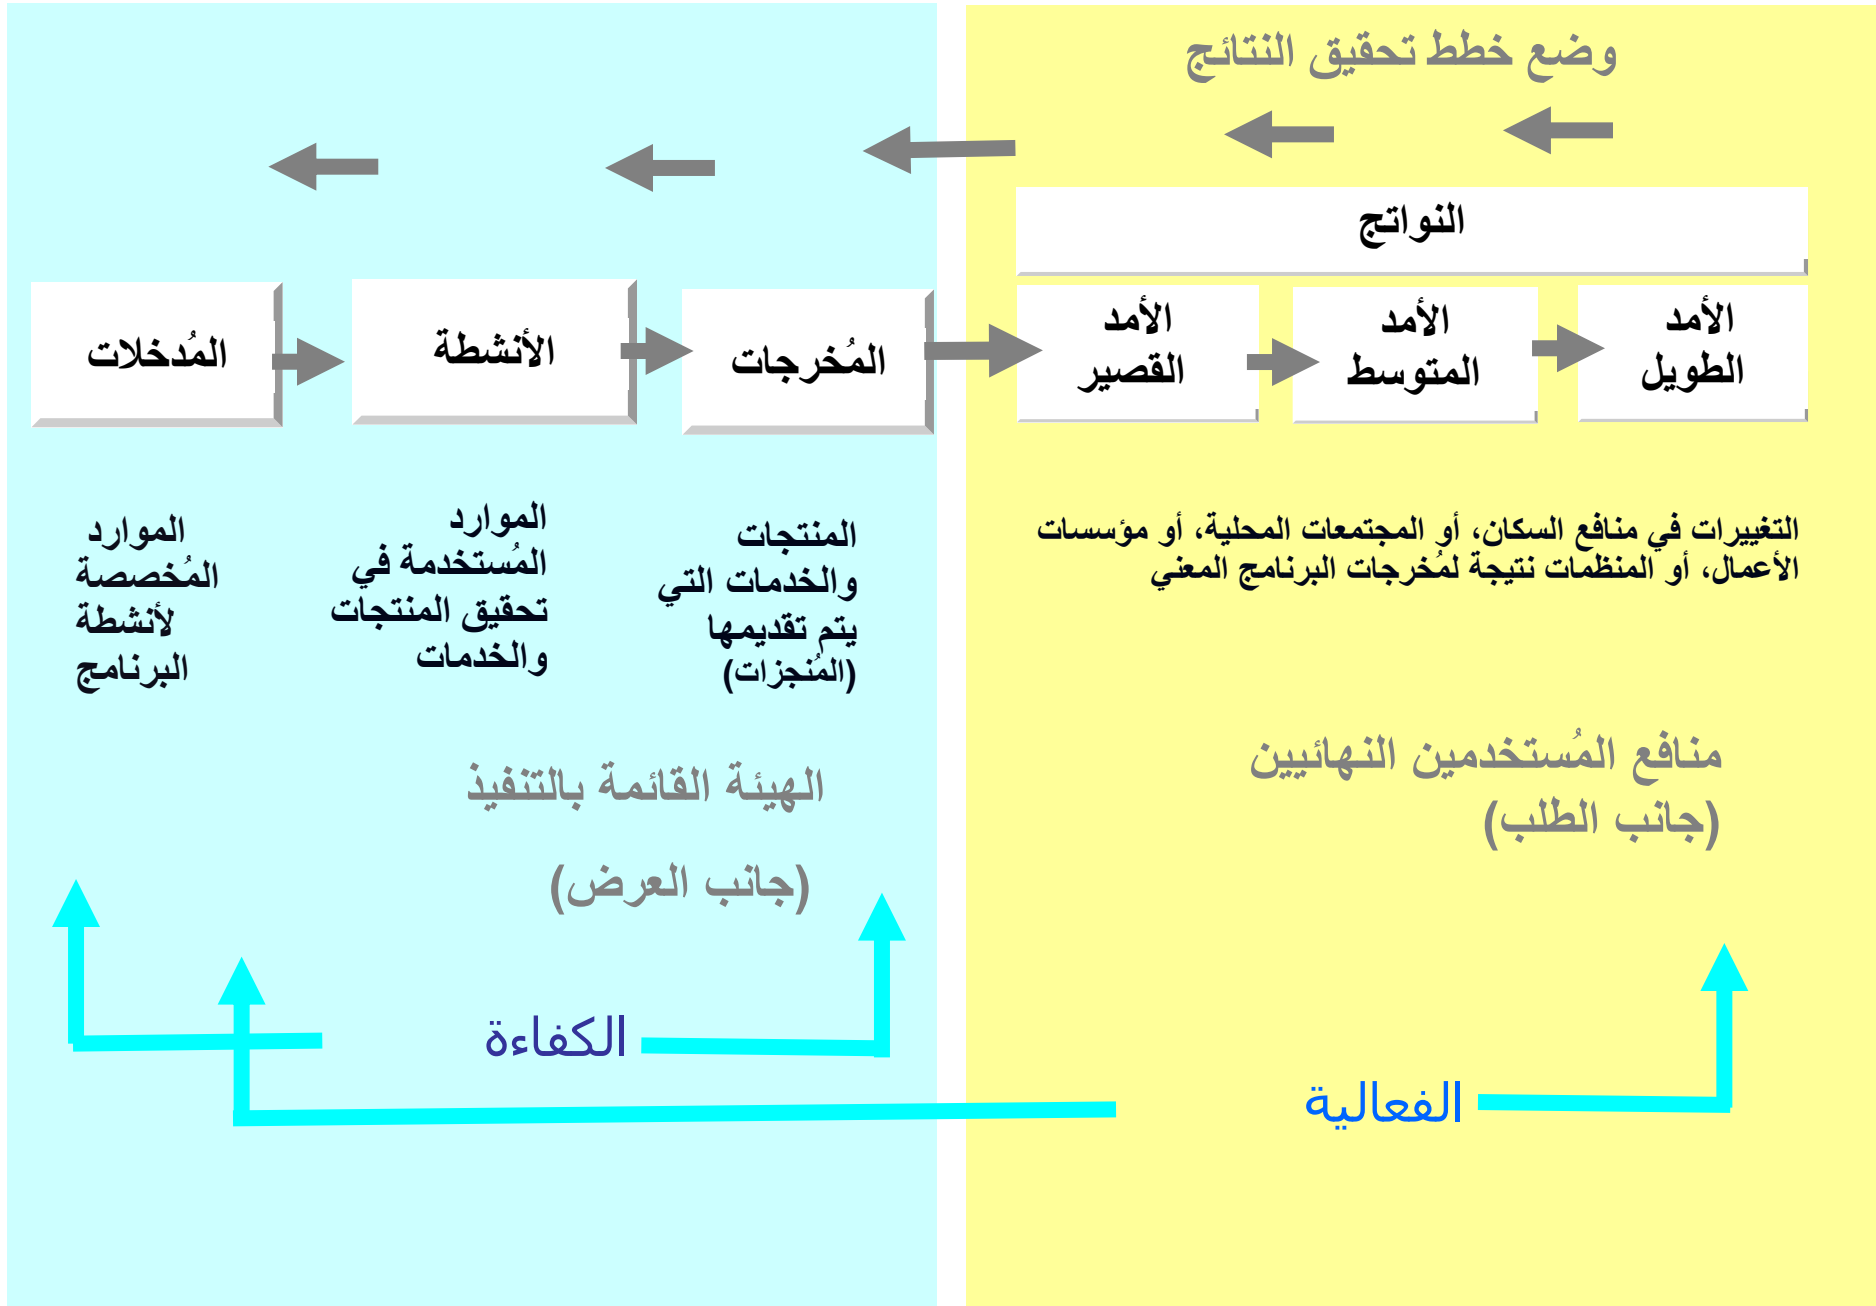 وضع خطط تحقيق النتائج
النواتج
المُدخلات
الأنشطة
المُخرجات
الأمد
القصير
الأمد
المتوسط
الأمد
الطويل
الموارد
المُخصصة
لأنشطة
البرنامج
الموارد
المُستخدمة في
تحقيق المنتجات
والخدمات
المنتجات
والخدمات التي
يتم تقديمها
(المُنجزات)
التغييرات في منافع السكان، أو المجتمعات المحلية، أو مؤسسات
الأعمال، أو المنظمات نتيجة لمُخرجات البرنامج المعني
الهيئة القائمة بالتنفيذ
(جانب العرض)
منافع المُستخدمين النهائيين
(جانب الطلب)
الكفاءة
الفعالية